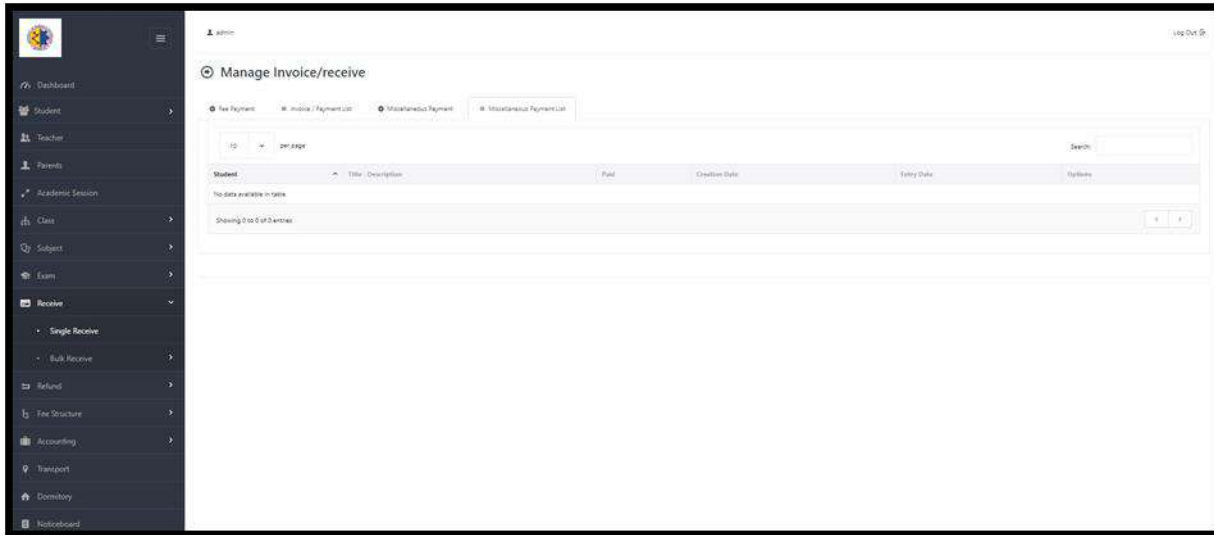 admin
Log Out
Manage Invoice/receive
Fee Payment
Invoice / Payment List
Miscellaneous Payment
Miscellaneous Payment List
10 per page
Search:
Student Title - Description Paid Creation Date Entry Date Options
No data available in table
Showing 0 to 0 of 0 entries
Dashboard
Student
Teacher
Parents
Academic Session
Class
Subject
Exam
Receive
Single Receive
Bulk Receive
Refund
Fee Structure
Accounting
Transport
Dormitory
Noticeboard